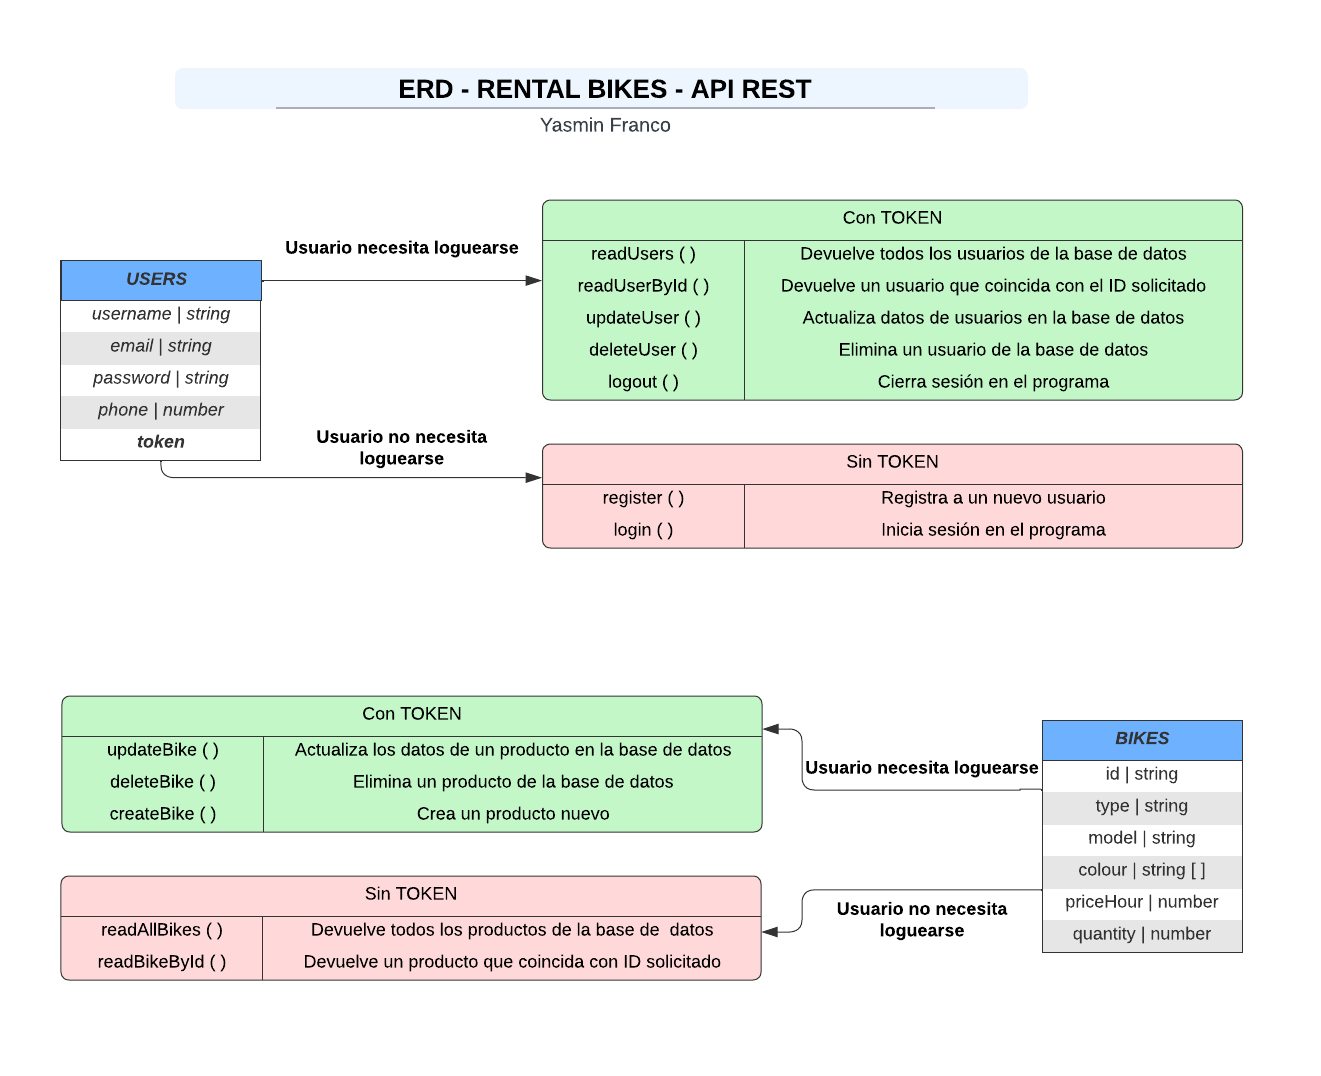 ERD - RENTAL BIKES - API REST
Yasmin Franco
Usuario necesita loguearse
USERS
username | string
email | string
password | string
phone | number
token
Con TOKEN
readUsers ( ) Devuelve todos los usuarios de la base de datos
readUserById ( ) Devuelve un usuario que coincida con el ID solicitado
updateUser ( ) Actualiza datos de usuarios en la base de datos
deleteUser ( ) Elimina un usuario de la base de datos
logout ( ) Cierra sesión en el programa
Usuario no necesita
loguearse
Sin TOKEN
register ( ) Registra a un nuevo usuario
login ( ) Inicia sesión en el programa
Con TOKEN
updateBike ( ) Actualiza los datos de un producto en la base de datos
deleteBike ( ) Elimina un producto de la base de datos
createBike ( ) Crea un producto nuevo
Usuario necesita loguearse
BIKES
id | string
type | string
model | string
colour | string [ ]
priceHour | number
quantity | number
Sin TOKEN
readAllBikes ( ) Devuelve todos los productos de la base de  datos
readBikeById ( ) Devuelve un producto que coincida con ID solicitado
Usuario no necesita
loguearse